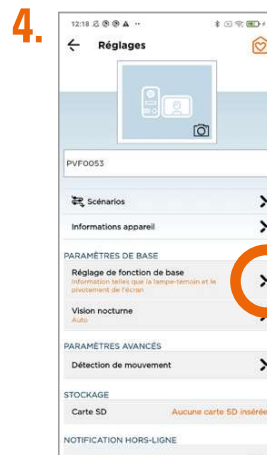 4.
12:18
Réglages
PVF0053
Scénarios
Informations appareil
PARAMÈTRES DE BASE
Réglage de fonction de base
Information telles que la lampe-témoin et le
pivotement de l'écran
Vision nocturne
Auto
PARAMÈTRES AVANCÉS
Détection de mouvement
STOCKAGE
Carte SD Aucune carte SD insérée
NOTIFICATION HORS-LIGNE